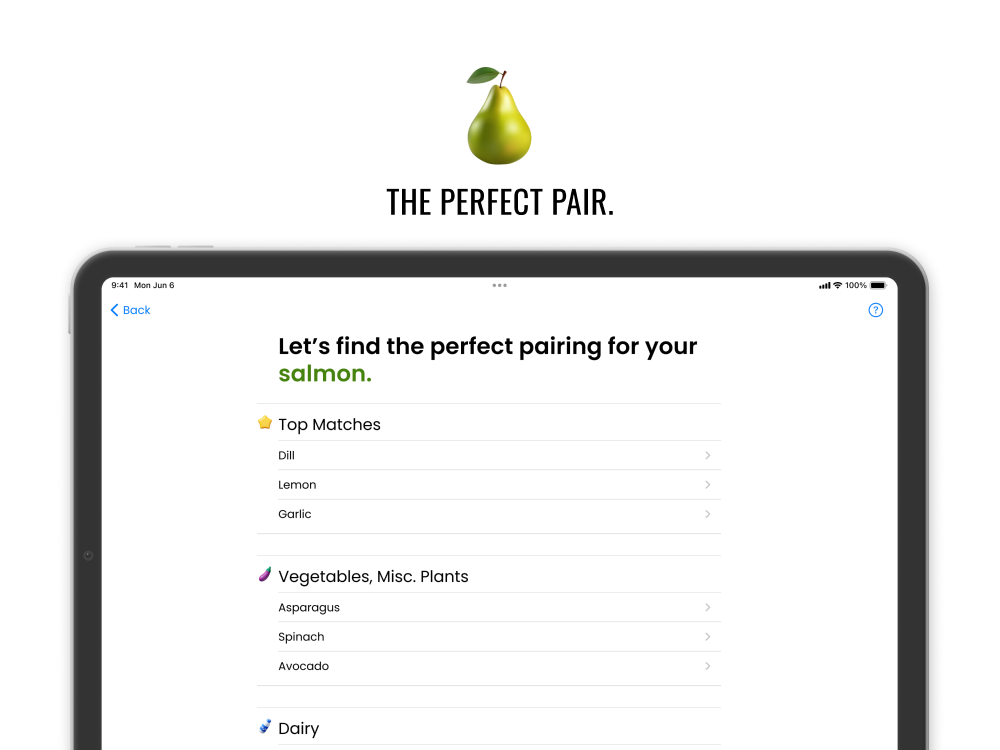 THE PERFECT PAIR.
9:41 Mon Jun 6
100%
Back
?
Let’s find the perfect pairing for your
salmon.
Top Matches
Dill
Lemon
Garlic
Vegetables, Misc. Plants
Asparagus
Spinach
Avocado
Dairy